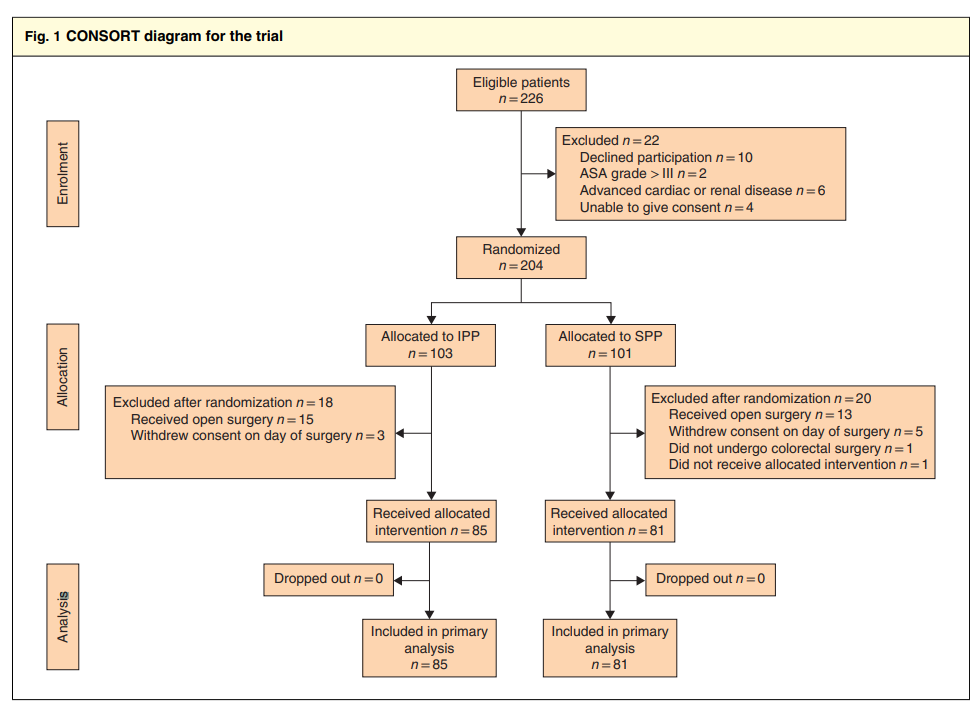 Fig. 1 CONSORT diagram for the trial
Eligible patients
n = 226
Enrolment
Excluded n = 22
Declined participation n = 10
ASA grade > III n = 2
Advanced cardiac or renal disease n = 6
Unable to give consent n = 4
Randomized
n = 204
Allocation
Allocated to IPP
n = 103
Allocated to SPP
n = 101
Excluded after randomization n = 18
Received open surgery n = 15
Withdrew consent on day of surgery n = 3
Excluded after randomization n = 20
Received open surgery n = 13
Withdrew consent on day of surgery n = 5
Did not undergo colorectal surgery n = 1
Did not receive allocated intervention n = 1
Received allocated
intervention n = 85
Received allocated
intervention n = 81
Analysis
Dropped out n = 0
Dropped out n = 0
Included in primary
analysis
n = 85
Included in primary
analysis
n = 81